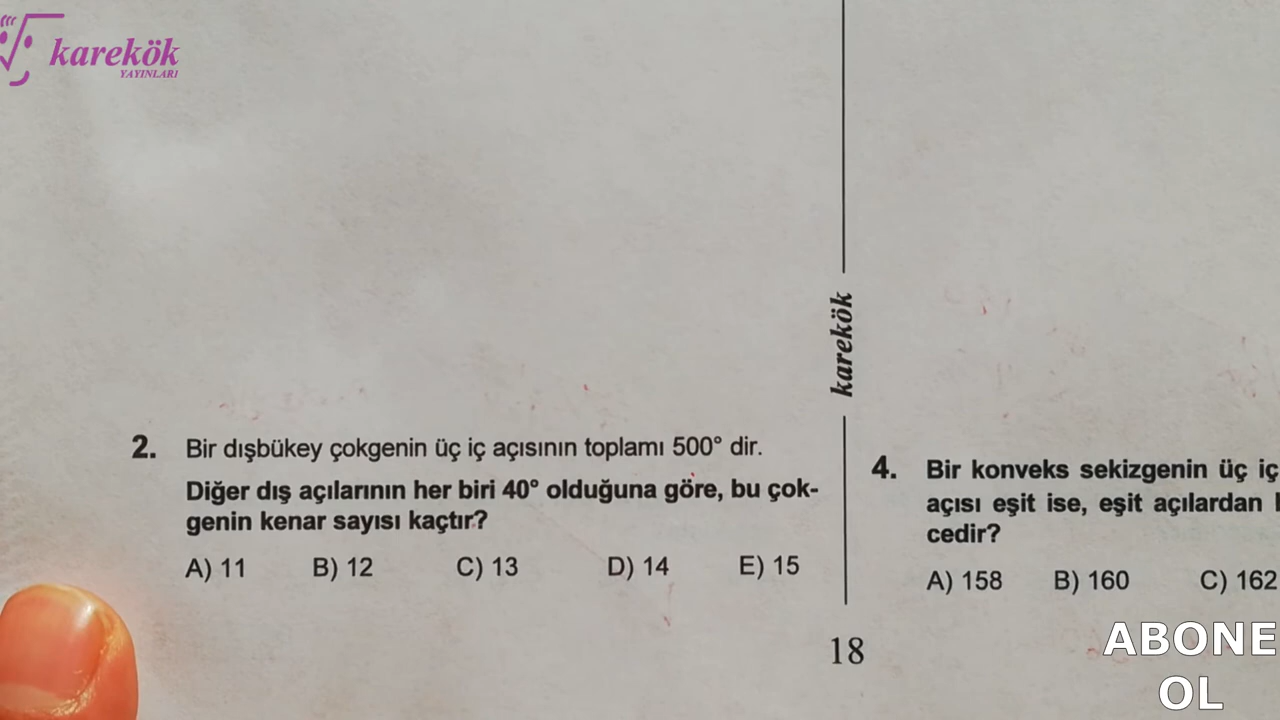 karekök
YAYINLARI
karekök
2. Bir dışbükey çokgenin üç iç açısının toplamı 500° dir.
Diğer dış açılarının her biri 40° olduğuna göre, bu çok-
genin kenar sayısı kaçtır?
A) 11 B) 12 C) 13 D) 14 E) 15
4. Bir konveks sekizgenin üç iç
açısı eşit ise, eşit açılardan
cedir?
A) 158 B) 160 C) 162
18
ABONE
OL